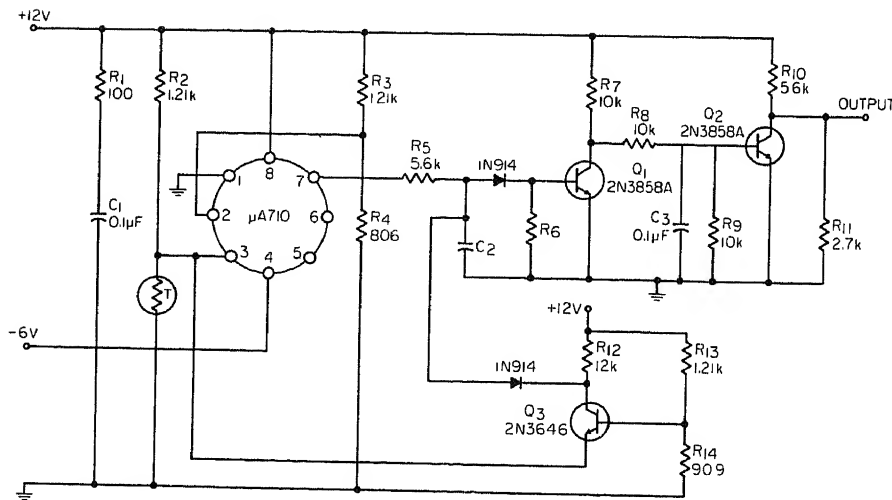 +12V
R1
100
R2
1.21k
R3
1.21k
R7
10k
R10
5.6k
OUTPUT
Q2
2N3858A
R8
10k
R5
5.6k
1N914
Q1
2N3858A
8
1
7
2
µA710
6
3
4
5
C1
0.1µF
R4
806
R6
C2
C3
0.1µF
R9
10k
R11
2.7k
T
-6V
+12V
R12
12k
R13
1.21k
1N914
Q3
2N3646
R14
909